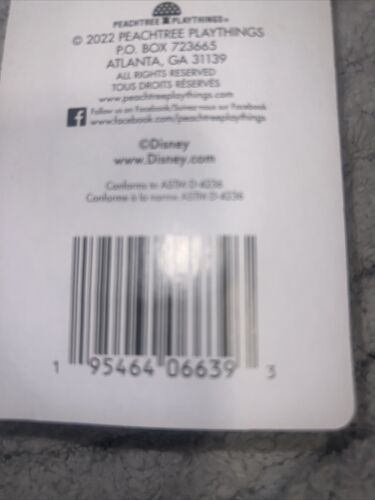 PEACHTREE PLAYTHINGS
© 2022 PEACHTREE PLAYTHINGS
P.O. BOX 723665
ATLANTA, GA 31139
ALL RIGHTS RESERVED
TOUS DROITS RÉSERVÉS
www.peachtreeplaythings.com
Follow us on Facebook/Suivez-nous sur Facebook
www.facebook.com/peachtreeplaythings
©Disney
www.Disney.com
Conforms to ASTM D-4236
Conforme à la norme ASTM D-4236
1 95464 06639 3